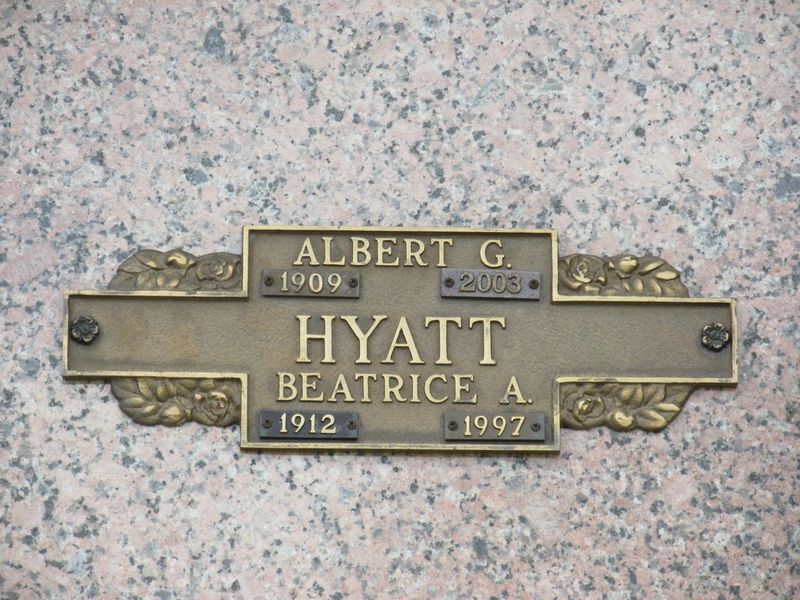 ALBERT G.
1909 2003
HYATT
BEATRICE A.
1912 1997